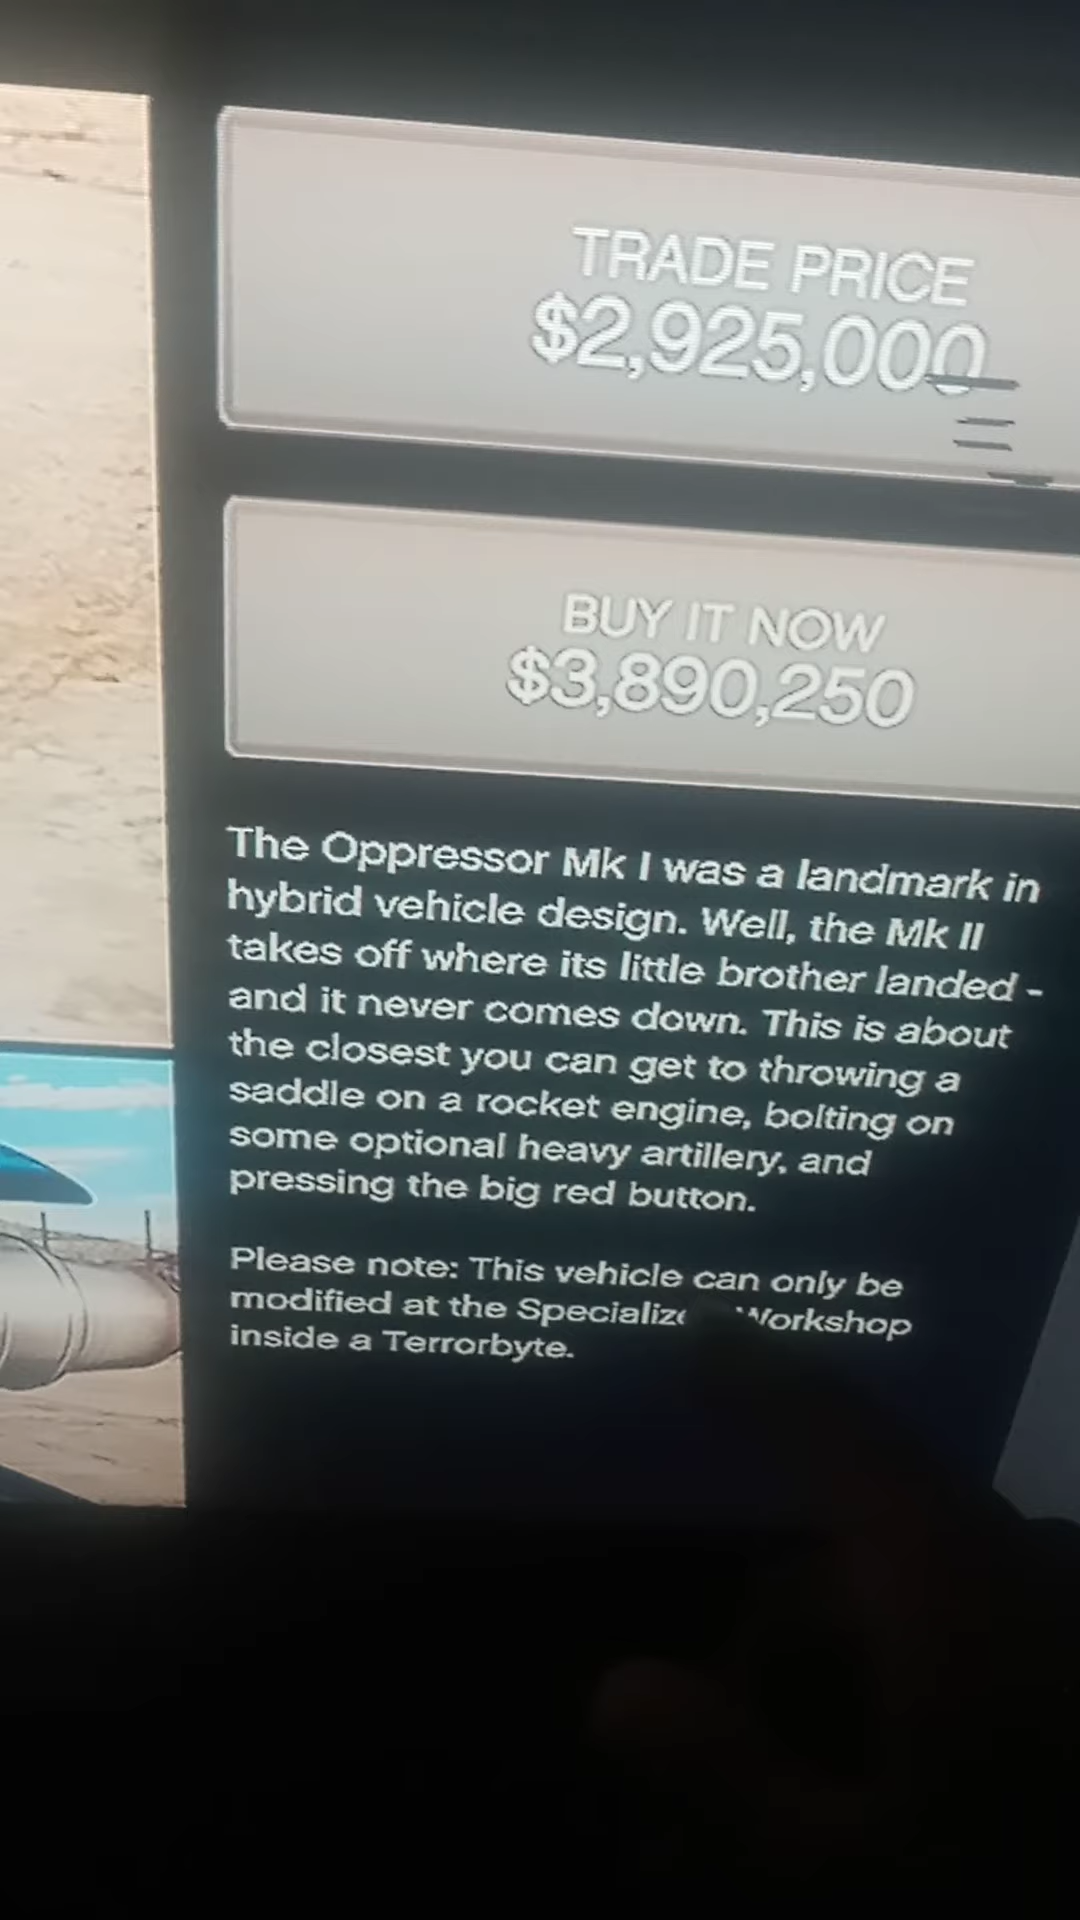 TRADE PRICE
$2,925,000
BUY IT NOW
$3,890,250
The Oppressor Mk I was a landmark in
hybrid vehicle design. Well, the Mk II
takes off where its little brother landed -
and it never comes down. This is about
the closest you can get to throwing a
saddle on a rocket engine, bolting on
some optional heavy artillery, and
pressing the big red button.
Please note: This vehicle can only be
modified at the Workshop
inside a Terrorbyte.